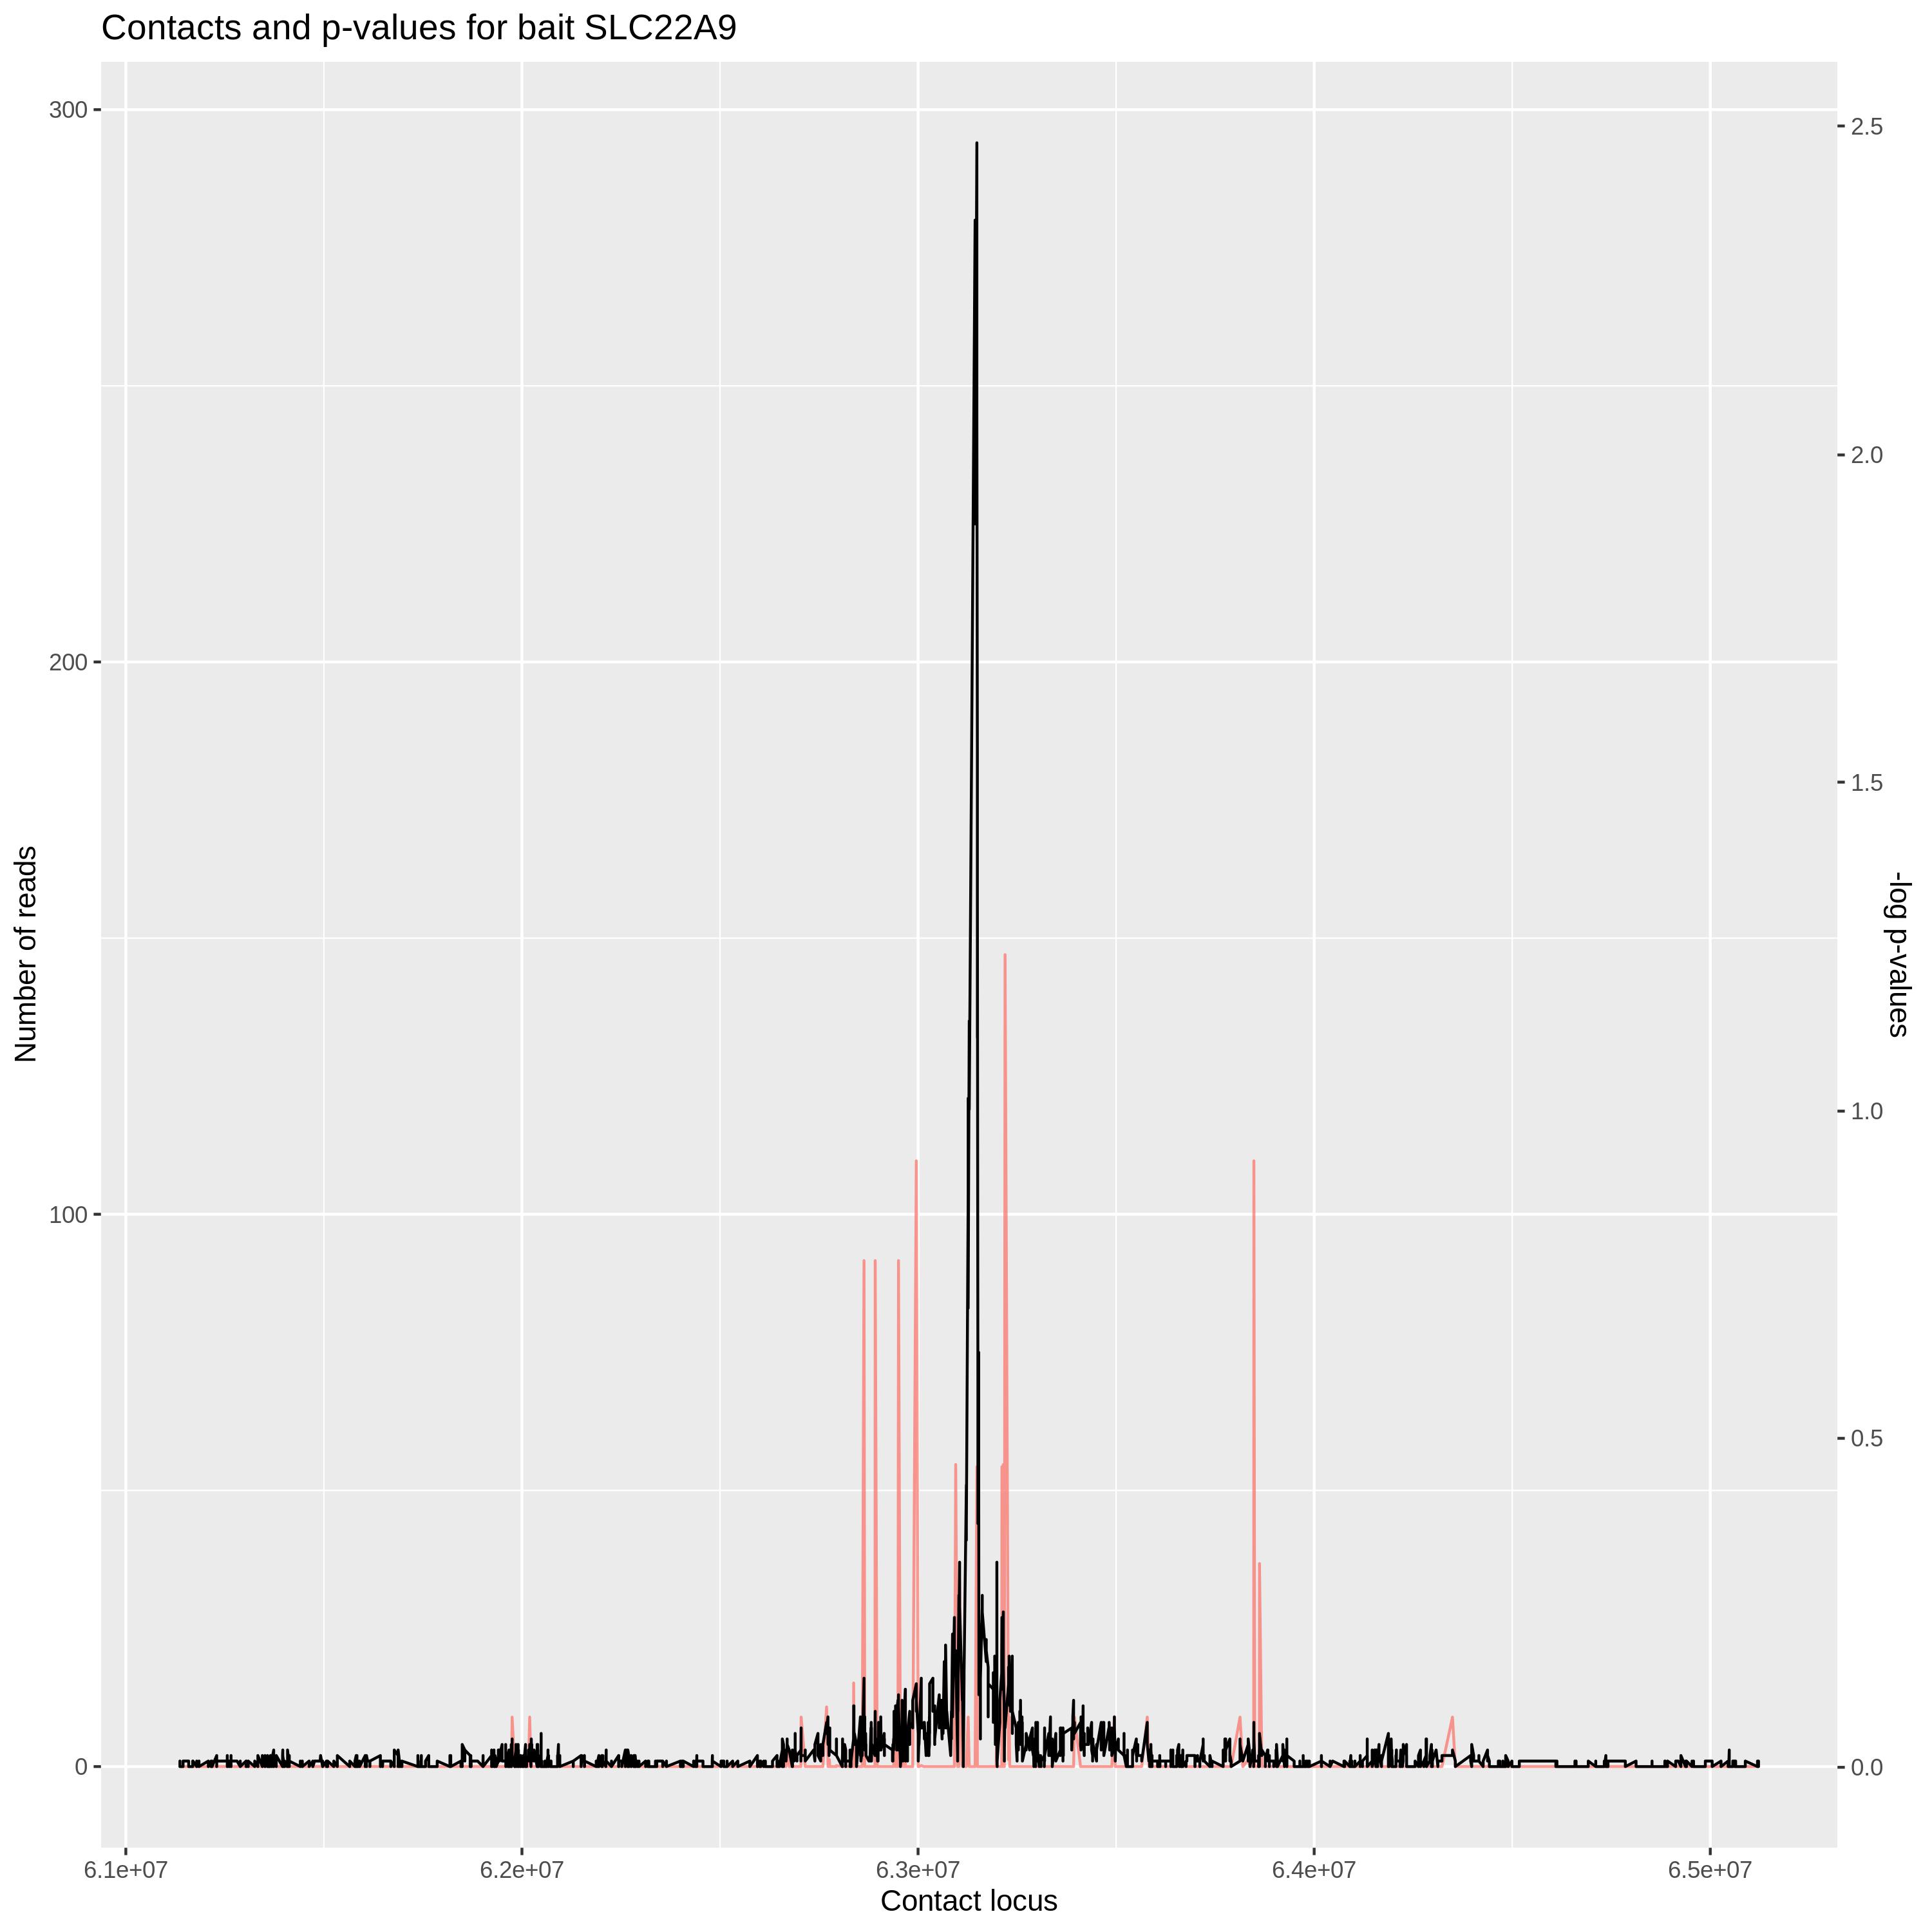 Contacts and p-values for bait SLC22A9
300
200
100
0
Number of reads
2.5
2.0
1.5
1.0
0.5
0.0
-log p-values
6.1e+07
6.2e+07
6.3e+07
6.4e+07
6.5e+07
Contact locus